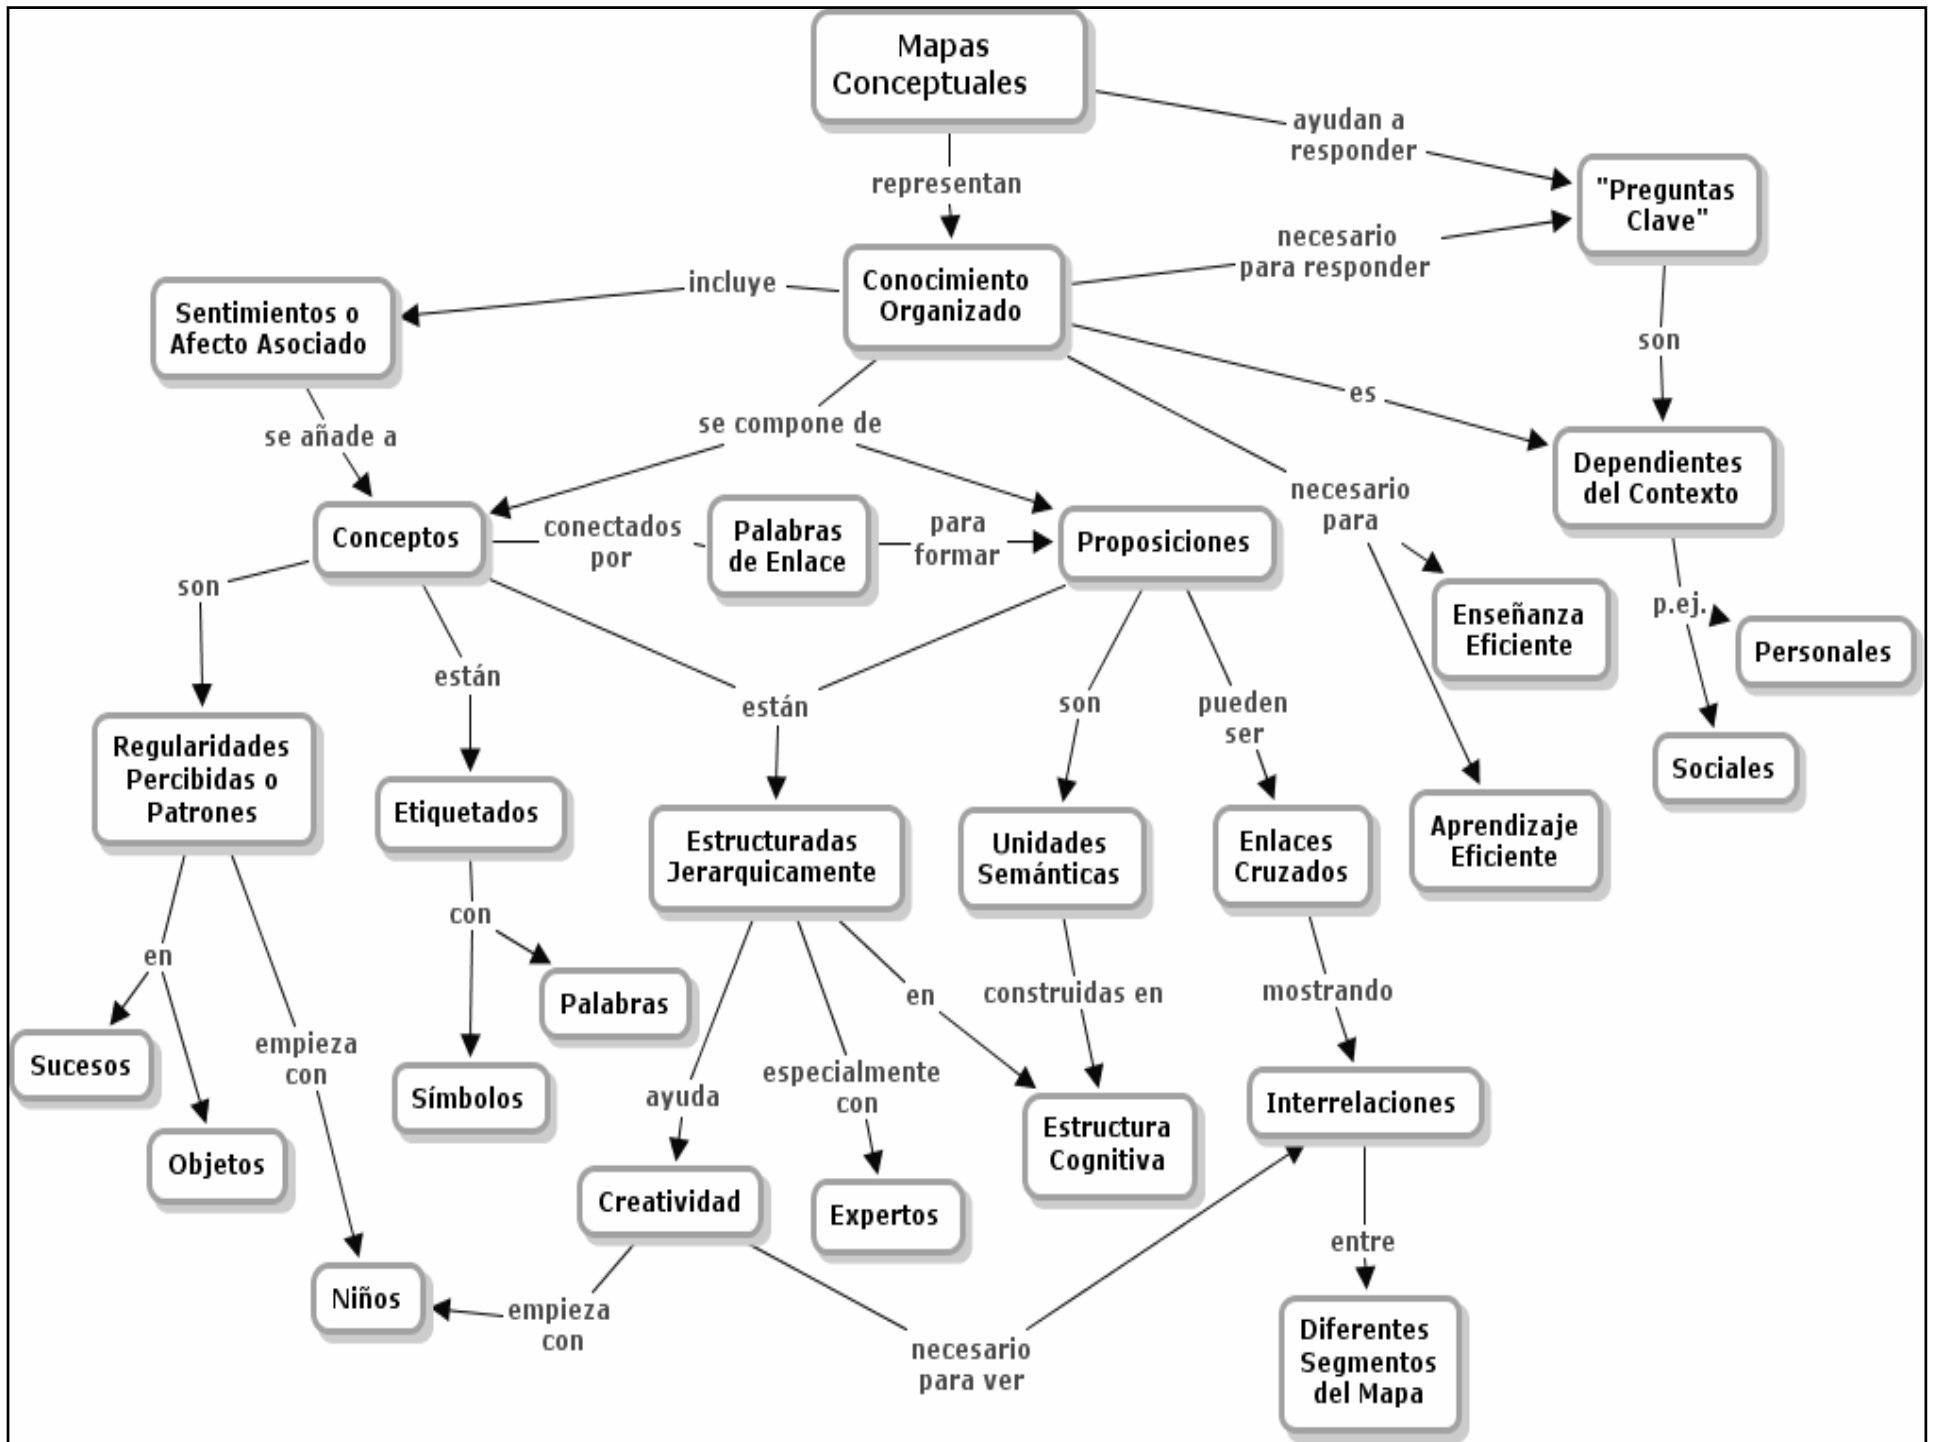 Mapas
Conceptuales
ayudan a
responder
representan
"Preguntas
Clave"
necesario
para responder
incluye
Conocimiento
Organizado
Sentimientos o
Afecto Asociado
son
es
se añade a
se compone de
Dependientes
del Contexto
necesario
para
Conceptos
conectados
por
Palabras
de Enlace
para
formar
Proposiciones
son
Enseñanza
Eficiente
p.ej.
Personales
están
están
son
pueden
ser
Regularidades
Percibidas o
Patrones
Etiquetados
Estructuradas
Jerarquicamente
Unidades
Semánticas
Enlaces
Cruzados
Aprendizaje
Eficiente
Sociales
en
con
Palabras
en
construidas en
mostrando
Sucesos
empieza
con
Símbolos
ayuda
especialmente
con
Estructura
Cognitiva
Interrelaciones
Objetos
Creatividad
Expertos
entre
Niños
empieza
con
necesario
para ver
Diferentes
Segmentos
del Mapa